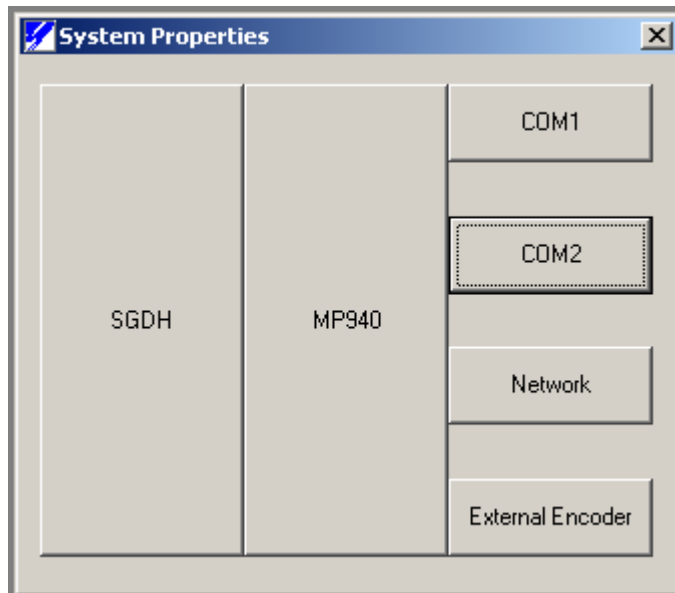 System Properties
SGDH
MP940
COM1
COM2
Network
External Encoder